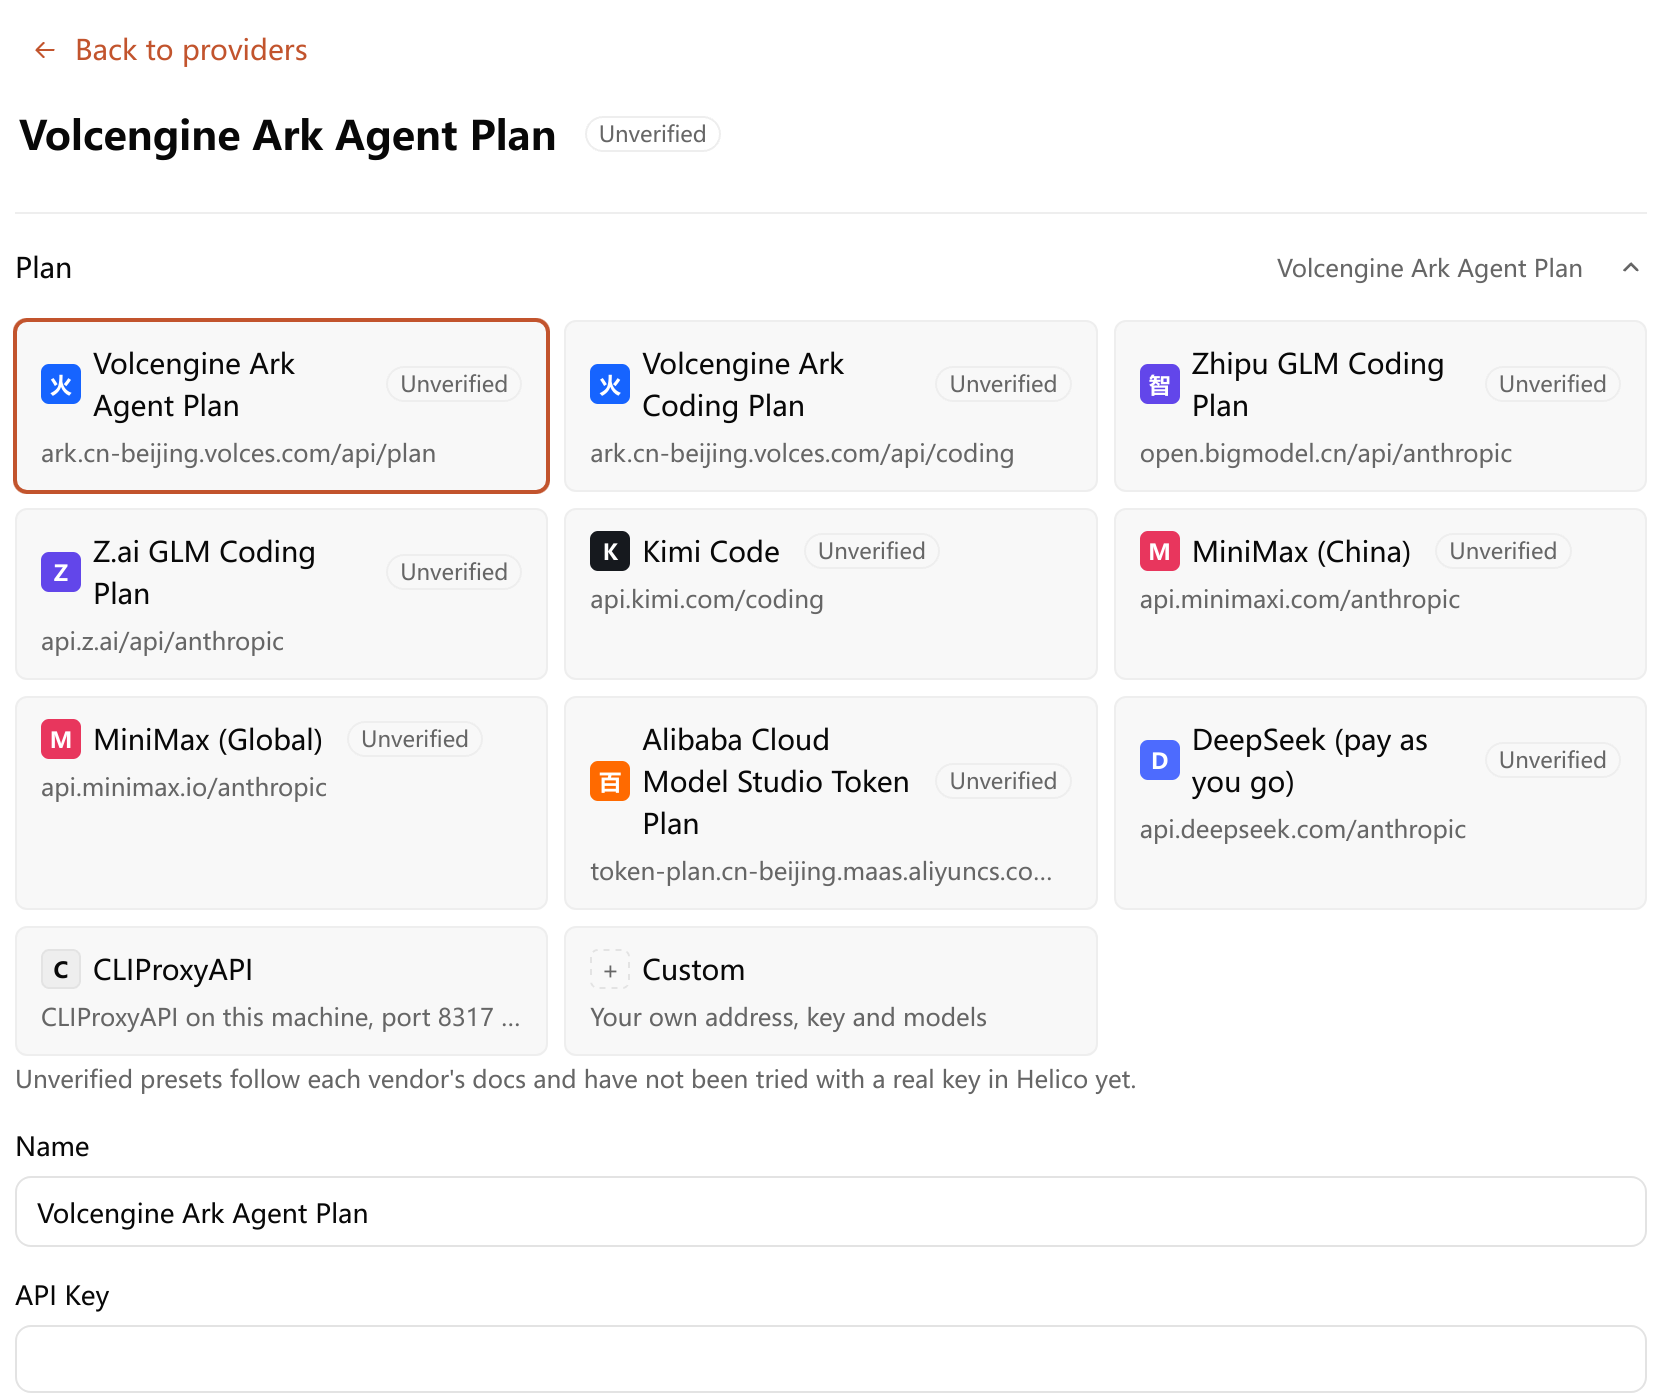 ← Back to providers
Volcengine Ark Agent Plan Unverified
Plan
Volcengine Ark Agent Plan
火 Volcengine Ark
Agent Plan
Unverified
ark.cn-beijing.volces.com/api/plan
火 Volcengine Ark
Coding Plan
Unverified
ark.cn-beijing.volces.com/api/coding
智 Zhipu GLM Coding
Plan
Unverified
open.bigmodel.cn/api/anthropic
Z Z.ai GLM Coding
Plan
Unverified
api.z.ai/api/anthropic
K Kimi Code Unverified
api.kimi.com/coding
M MiniMax (China) Unverified
api.minimaxi.com/anthropic
M MiniMax (Global) Unverified
api.minimax.io/anthropic
百 Alibaba Cloud
Model Studio Token
Plan
Unverified
token-plan.cn-beijing.maas.aliyuncs.co...
D DeepSeek (pay as
you go)
Unverified
api.deepseek.com/anthropic
C CLIProxyAPI
CLIProxyAPI on this machine, port 8317 ...
+ Custom
Your own address, key and models
Unverified presets follow each vendor's docs and have not been tried with a real key in Helico yet.
Name
Volcengine Ark Agent Plan
API Key